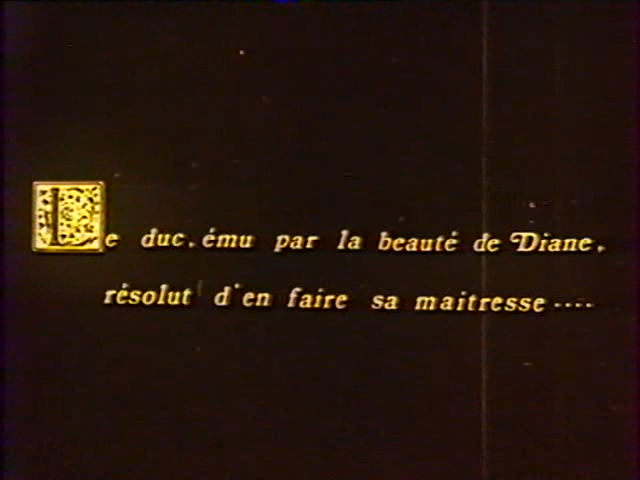 Le duc, ému par la beauté de Diane,
résolut d'en faire sa maitresse....